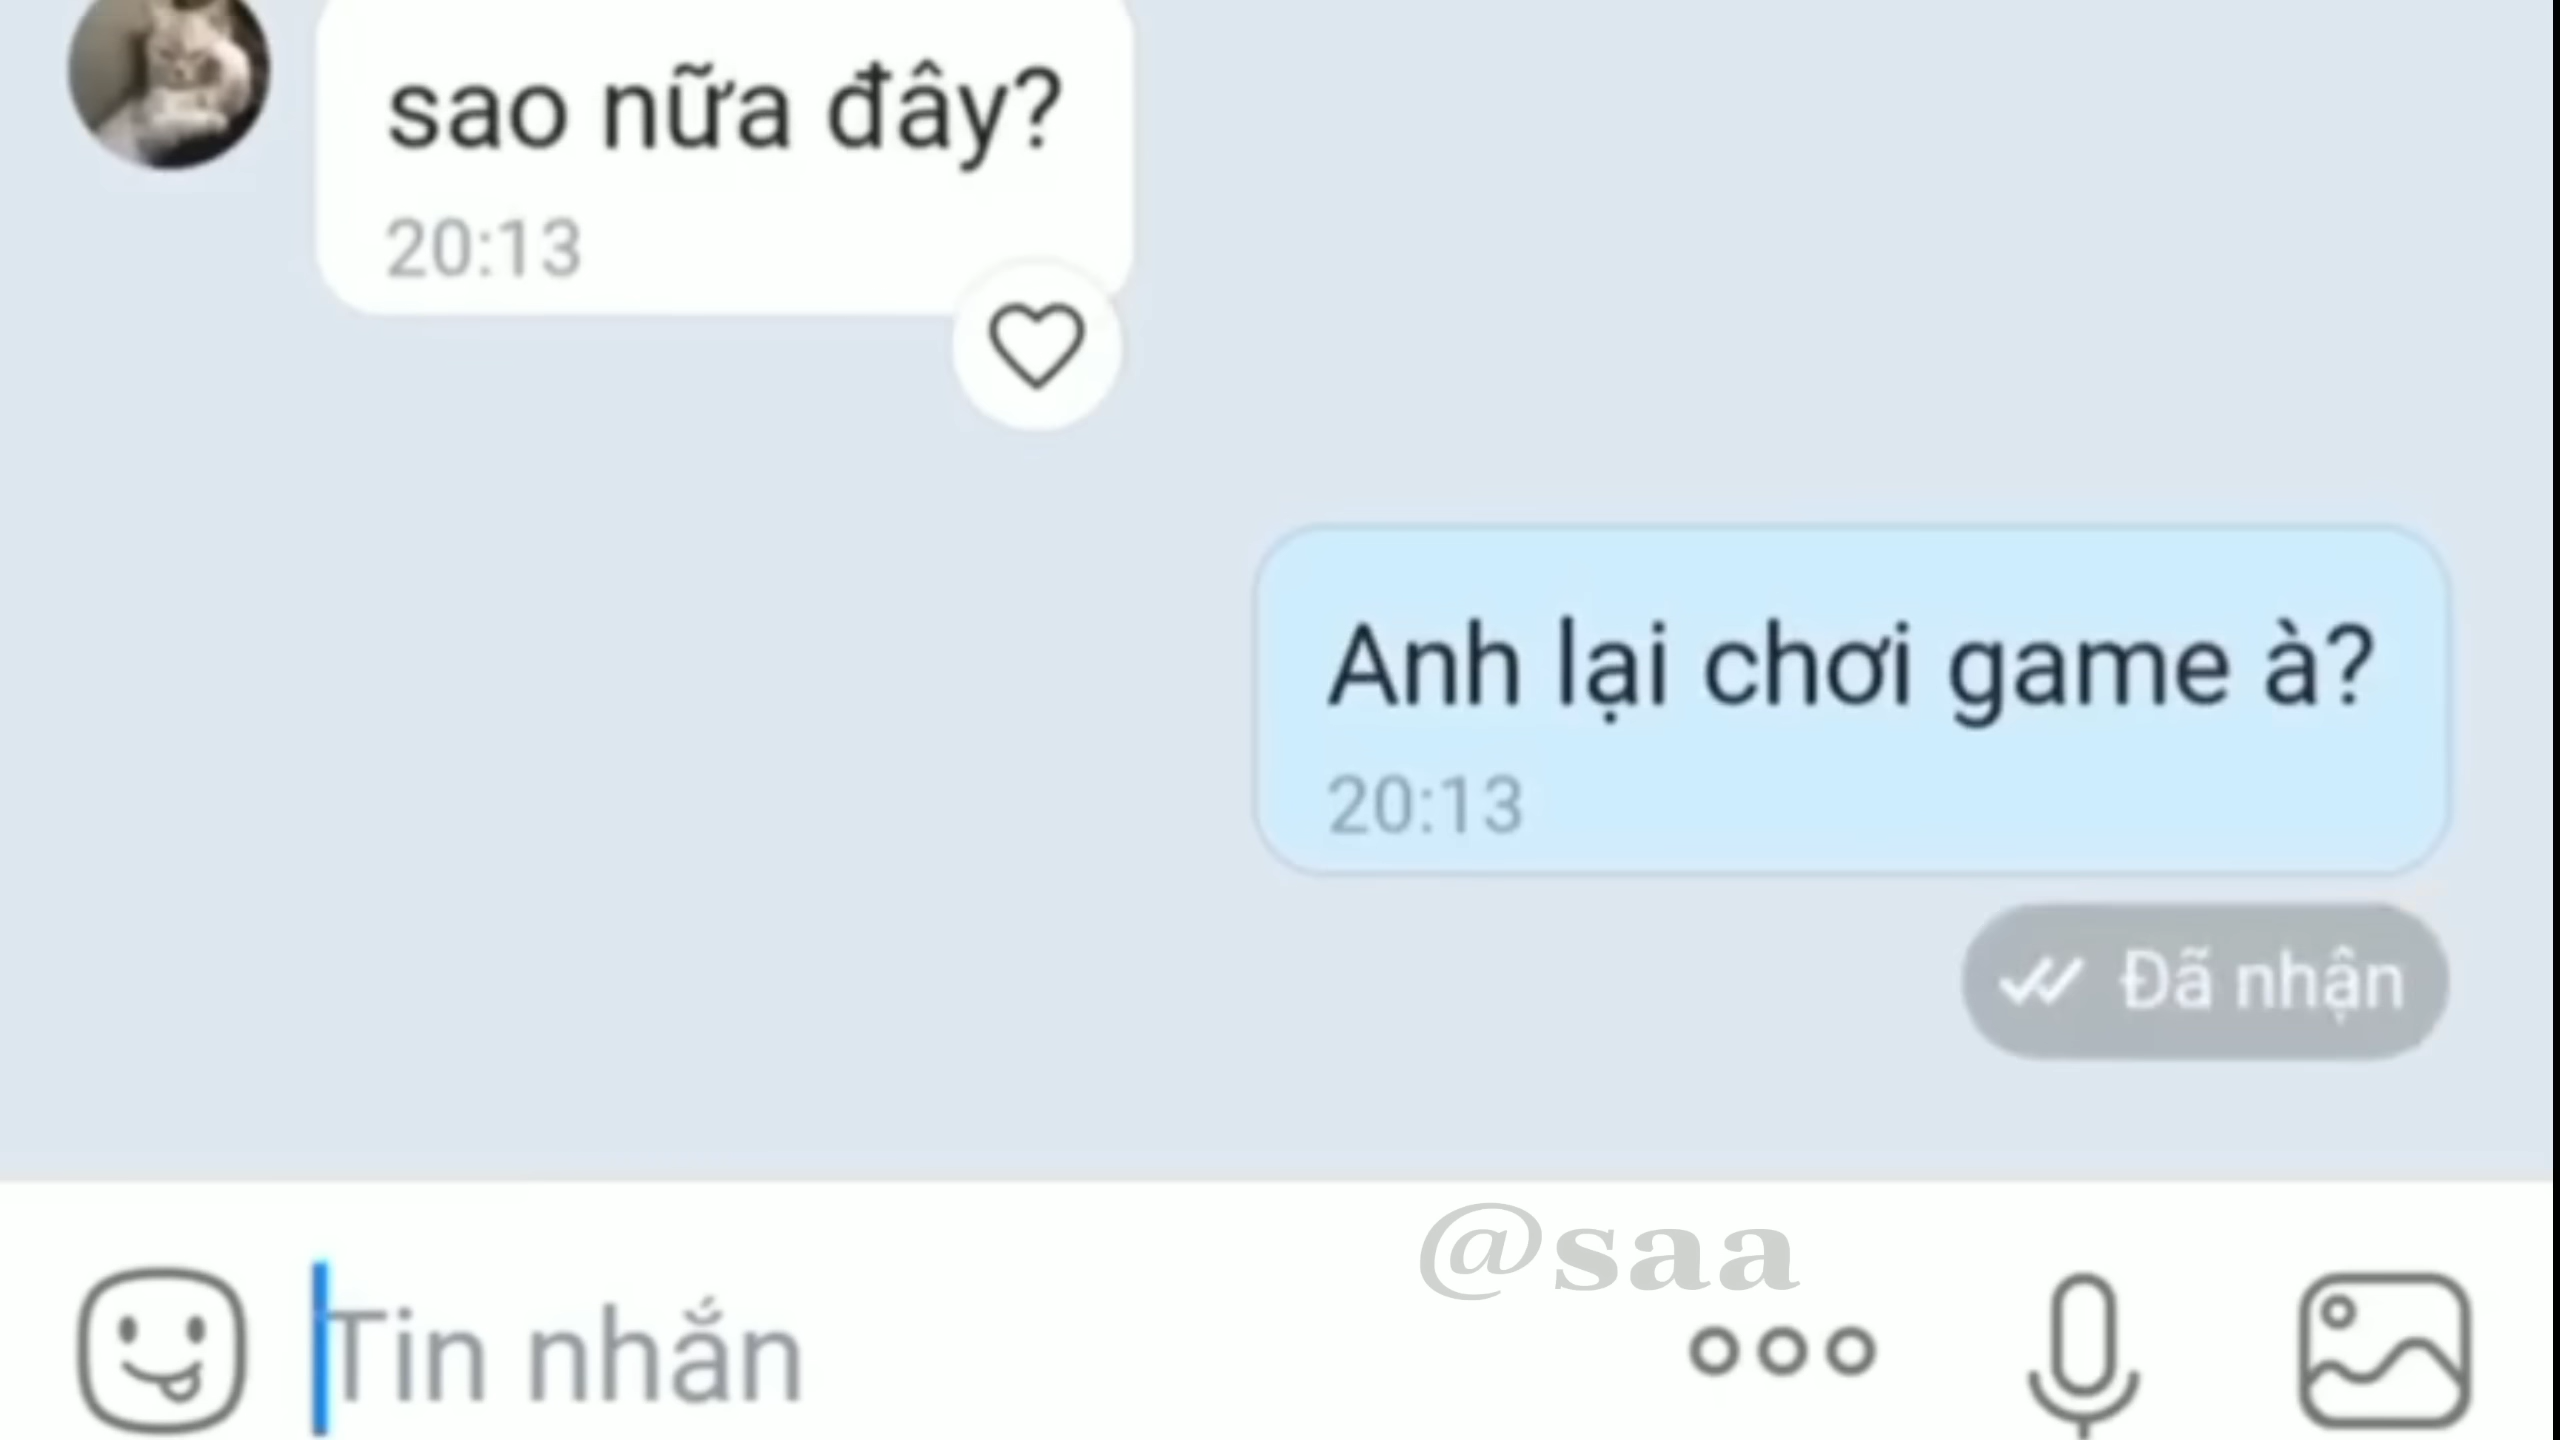 sao nữa đây?
20:13
Anh lại chơi game à?
20:13
Đã nhận
@saa
Tin nhắn